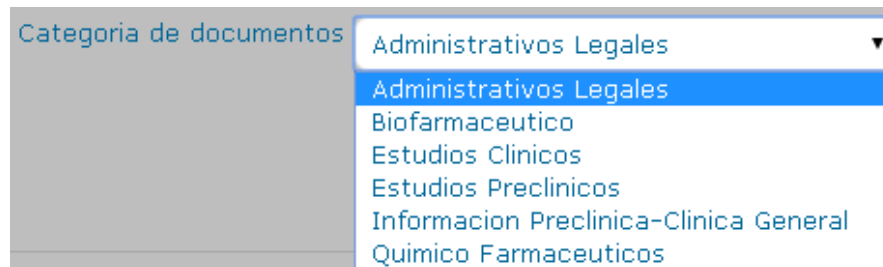 Categoria de documentos
Administrativos Legales
Administrativos Legales
Biofarmaceutico
Estudios Clinicos
Estudios Preclinicos
Informacion Preclinica-Clinica General
Quimico Farmaceuticos